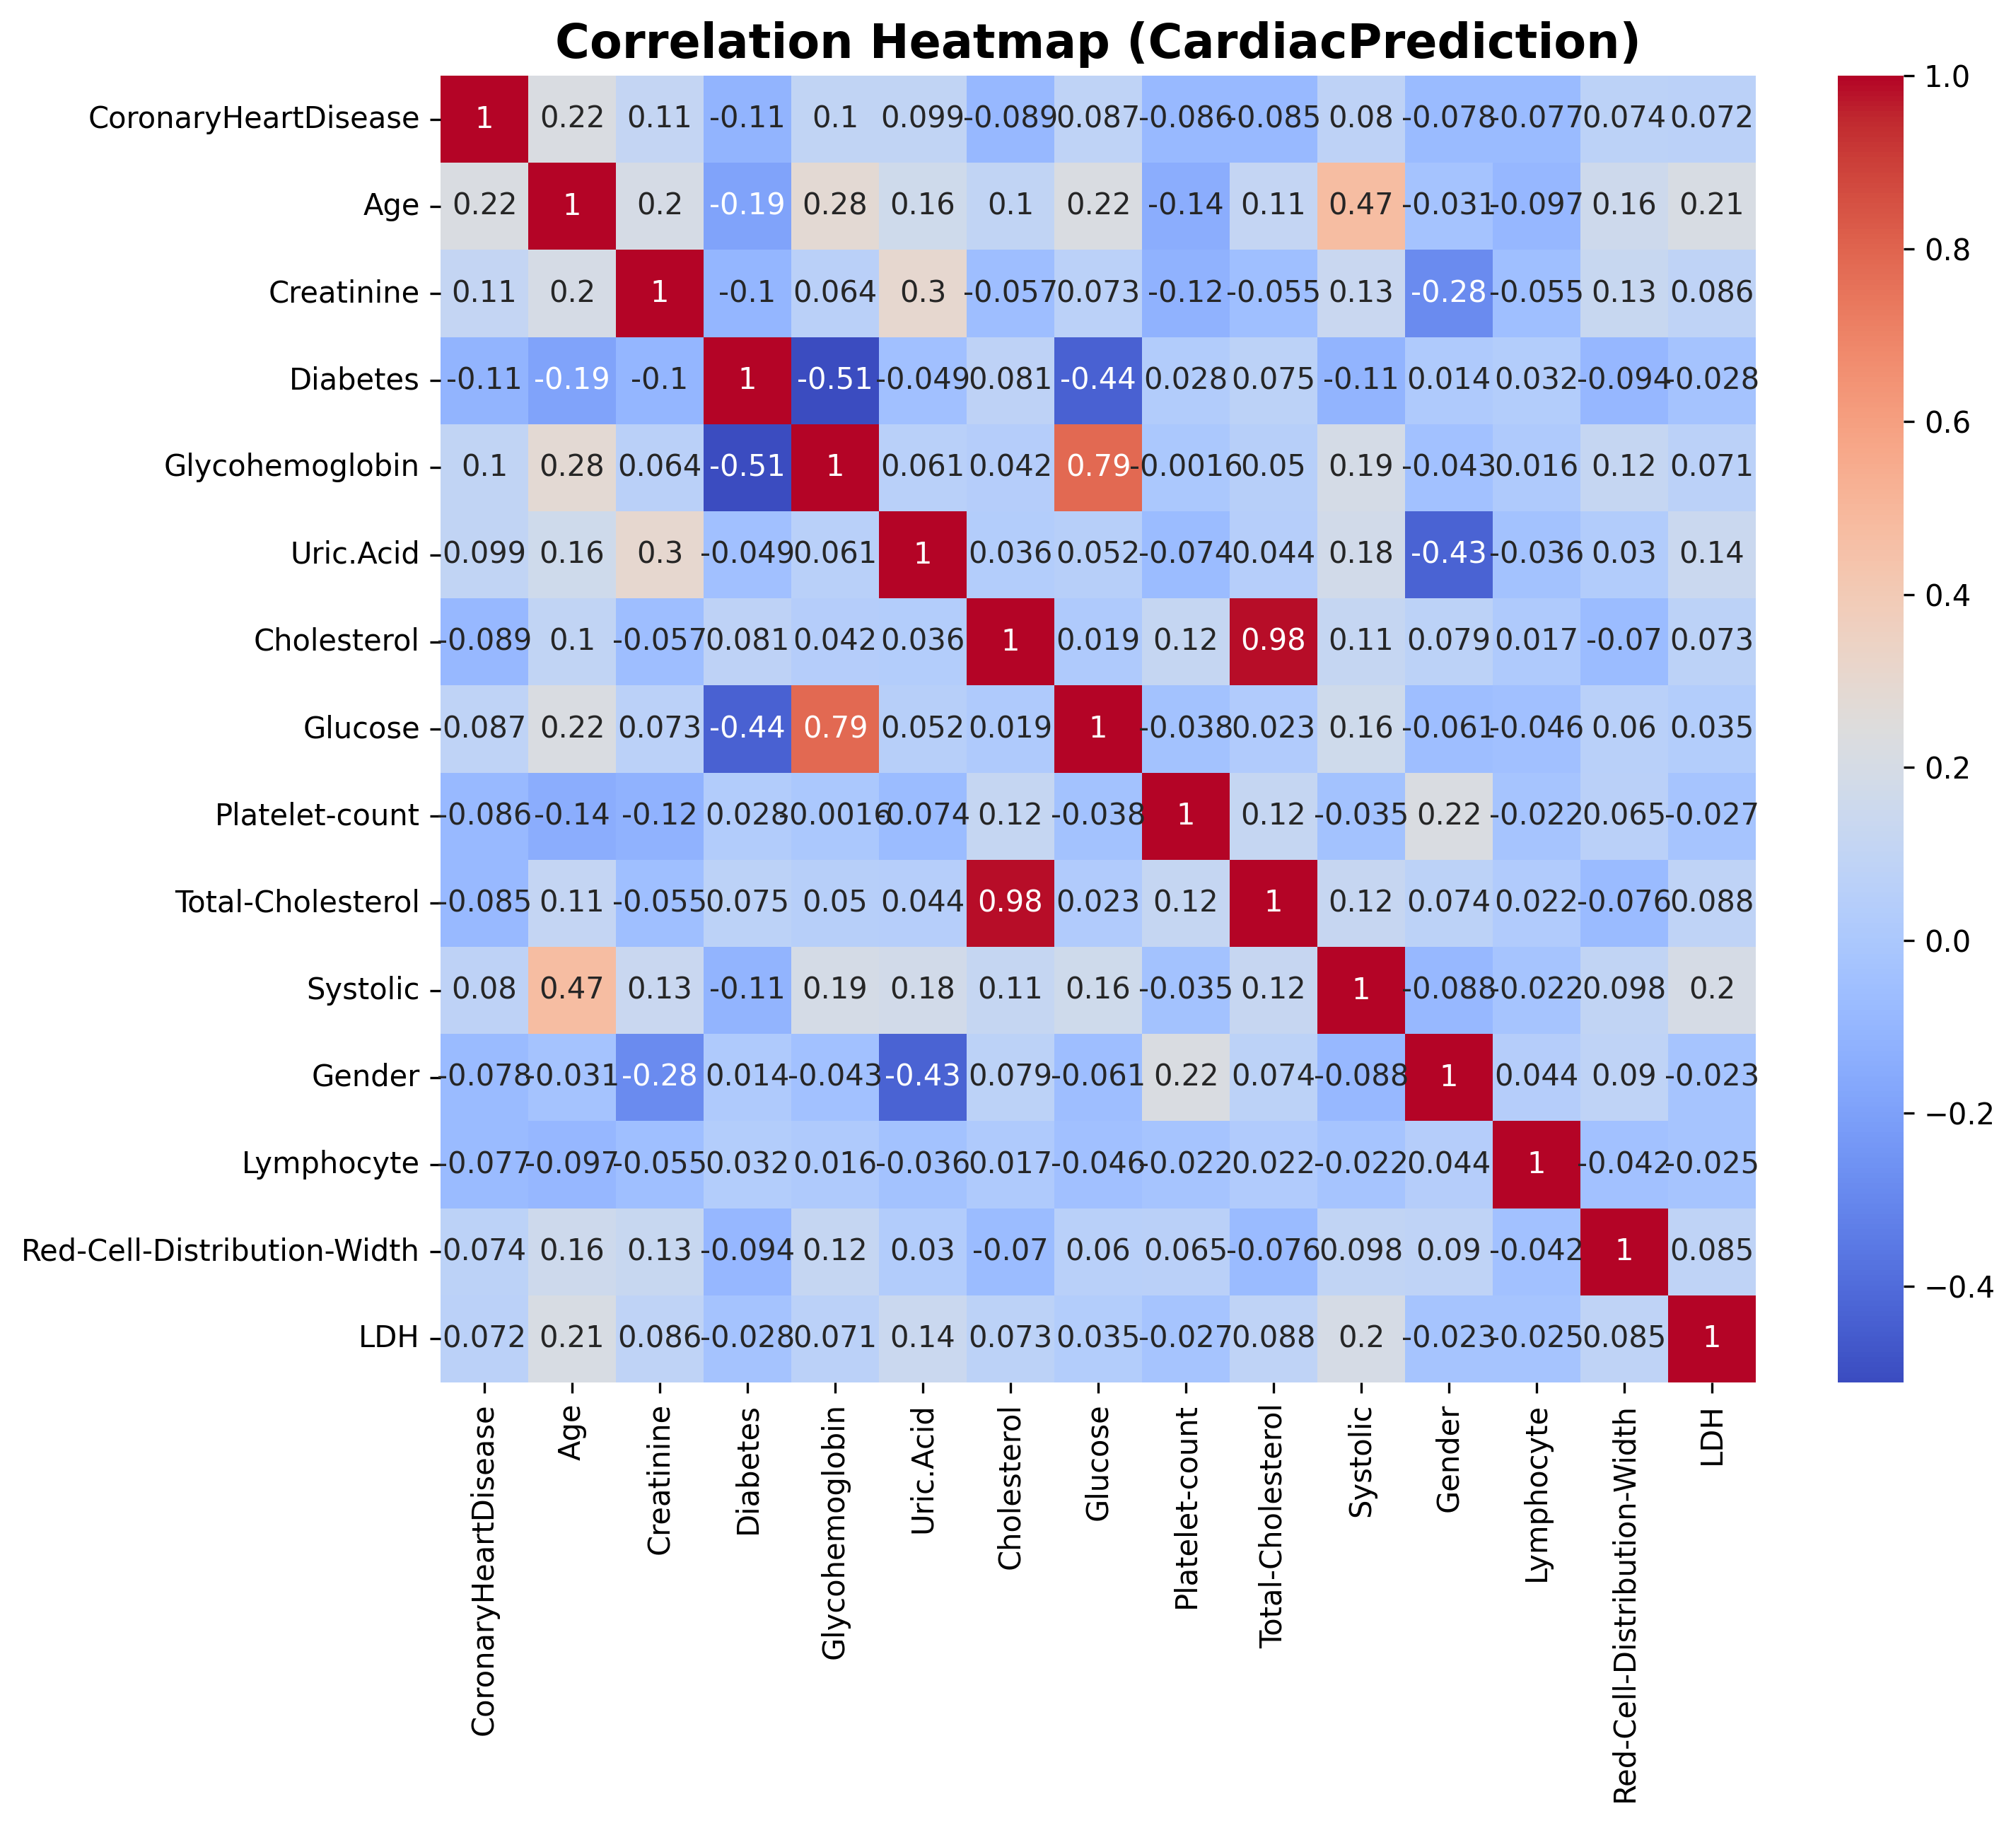 Correlation Heatmap (CardiacPrediction)
CoronaryHeartDisease 1 0.22 0.11 -0.11 0.1 0.099 -0.089 0.087 -0.086 -0.085 0.08 -0.078 -0.077 0.074 0.072
Age 0.22 1 0.2 -0.19 0.28 0.16 0.1 0.22 -0.14 0.11 0.47 -0.031 -0.097 0.16 0.21
Creatinine 0.11 0.2 1 -0.1 0.064 0.3 -0.057 0.073 -0.12 -0.055 0.13 -0.28 -0.055 0.13 0.086
Diabetes -0.11 -0.19 -0.1 1 -0.51 -0.049 0.081 -0.44 0.028 0.075 -0.11 0.014 0.032 -0.094 -0.028
Glycohemoglobin 0.1 0.28 0.064 -0.51 1 0.061 0.042 0.79 -0.0016 0.05 0.19 -0.043 0.016 0.12 0.071
Uric.Acid 0.099 0.16 0.3 -0.049 0.061 1 0.036 0.052 -0.074 0.044 0.18 -0.43 -0.036 0.03 0.14
Cholesterol -0.089 0.1 -0.057 0.081 0.042 0.036 1 0.019 0.12 0.98 0.11 0.079 0.017 -0.07 0.073
Glucose 0.087 0.22 0.073 -0.44 0.79 0.052 0.019 1 -0.038 0.023 0.16 -0.061 -0.046 0.06 0.035
Platelet-count -0.086 -0.14 -0.12 0.028 -0.0016 -0.074 0.12 -0.038 1 0.12 -0.035 0.22 -0.022 0.065 -0.027
Total-Cholesterol -0.085 0.11 -0.055 0.075 0.05 0.044 0.98 0.023 0.12 1 0.12 0.074 0.022 -0.076 0.088
Systolic 0.08 0.47 0.13 -0.11 0.19 0.18 0.11 0.16 -0.035 0.12 1 -0.088 -0.022 0.098 0.2
Gender -0.078 -0.031 -0.28 0.014 -0.043 -0.43 0.079 -0.061 0.22 0.074 -0.088 1 0.044 0.09 -0.023
Lymphocyte -0.077 -0.097 -0.055 0.032 0.016 -0.036 0.017 -0.046 -0.022 0.022 -0.022 0.044 1 -0.042 -0.025
Red-Cell-Distribution-Width 0.074 0.16 0.13 -0.094 0.12 0.03 -0.07 0.06 0.065 -0.076 0.098 0.09 -0.042 1 0.085
LDH 0.072 0.21 0.086 -0.028 0.071 0.14 0.073 0.035 -0.027 0.088 0.2 -0.023 -0.025 0.085 1
CoronaryHeartDisease
Age
Creatinine
Diabetes
Glycohemoglobin
Uric.Acid
Cholesterol
Glucose
Platelet-count
Total-Cholesterol
Systolic
Gender
Lymphocyte
Red-Cell-Distribution-Width
LDH
1.0
0.8
0.6
0.4
0.2
0.0
−0.2
−0.4